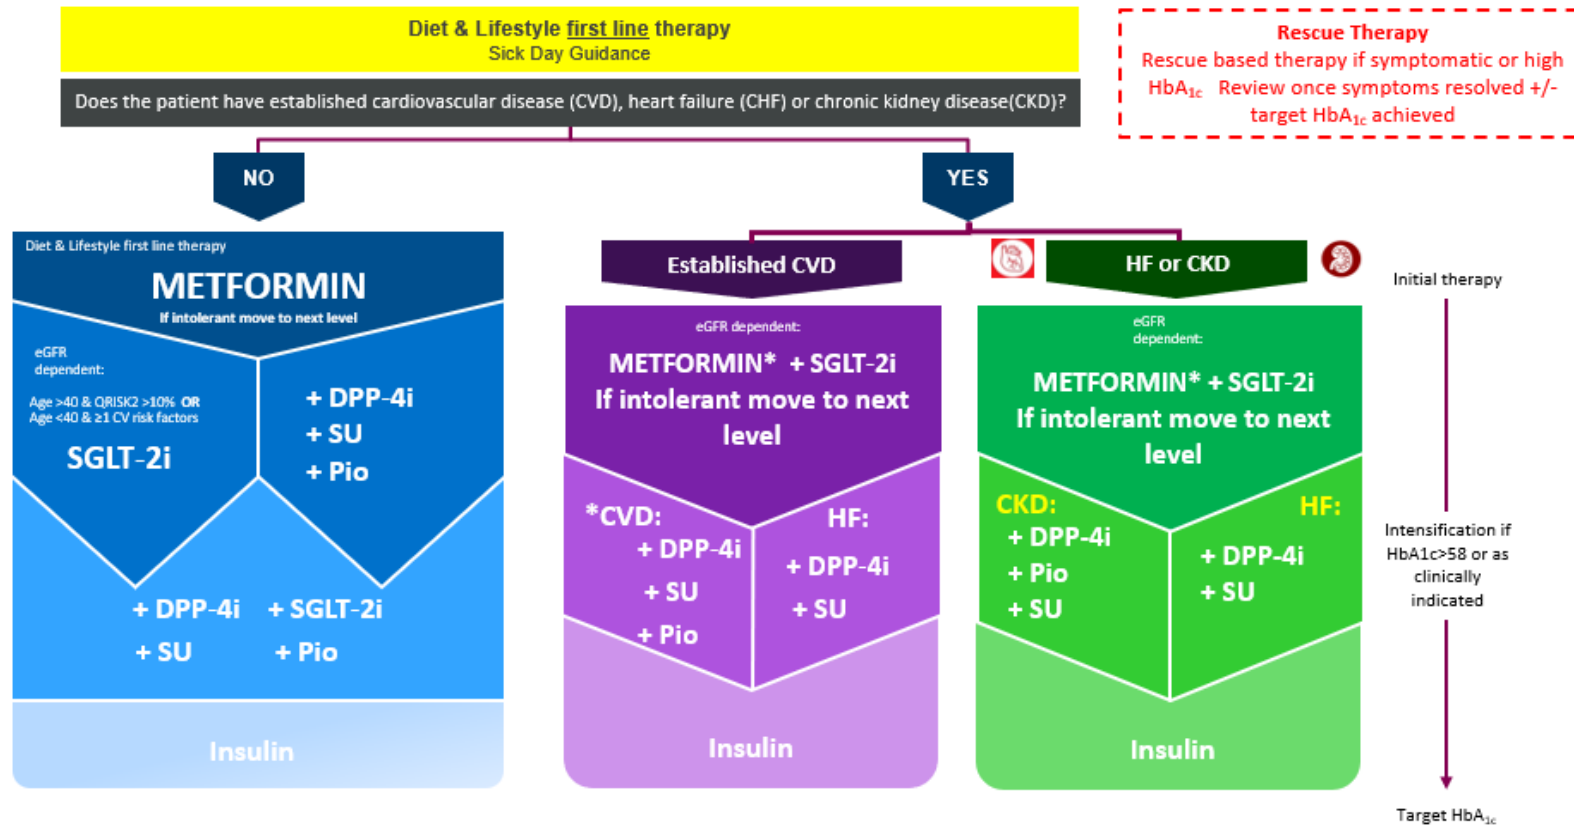 Diet & Lifestyle first line therapy
Sick Day Guidance
Rescue Therapy
Rescue based therapy if symptomatic or high
HbA1c Review once symptoms resolved +/-
target HbA1c achieved
Does the patient have established cardiovascular disease (CVD), heart failure (CHF) or chronic kidney disease(CKD)?
NO
YES
Diet & Lifestyle first line therapy
METFORMIN
If intolerant move to next level
eGFR
dependent:
Age >40 & QRISK2 >10% OR
Age <40 & ≥1 CV risk factors
SGLT-2i
+ DPP-4i
+ SU
+ Pio
+ DPP-4i + SGLT-2i
+ SU + Pio
Insulin
Established CVD
eGFR dependent:
METFORMIN* + SGLT-2i
If intolerant move to next
level
*CVD:
+ DPP-4i
+ SU
+ Pio
HF:
+ DPP-4i
+ SU
Insulin
HF or CKD
eGFR
dependent:
METFORMIN* + SGLT-2i
If intolerant move to next
level
CKD:
+ DPP-4i
+ Pio
+ SU
HF:
+ DPP-4i
+ SU
Insulin
Initial therapy
Intensification if
HbA1c>58 or as
clinically
indicated
Target HbA1c